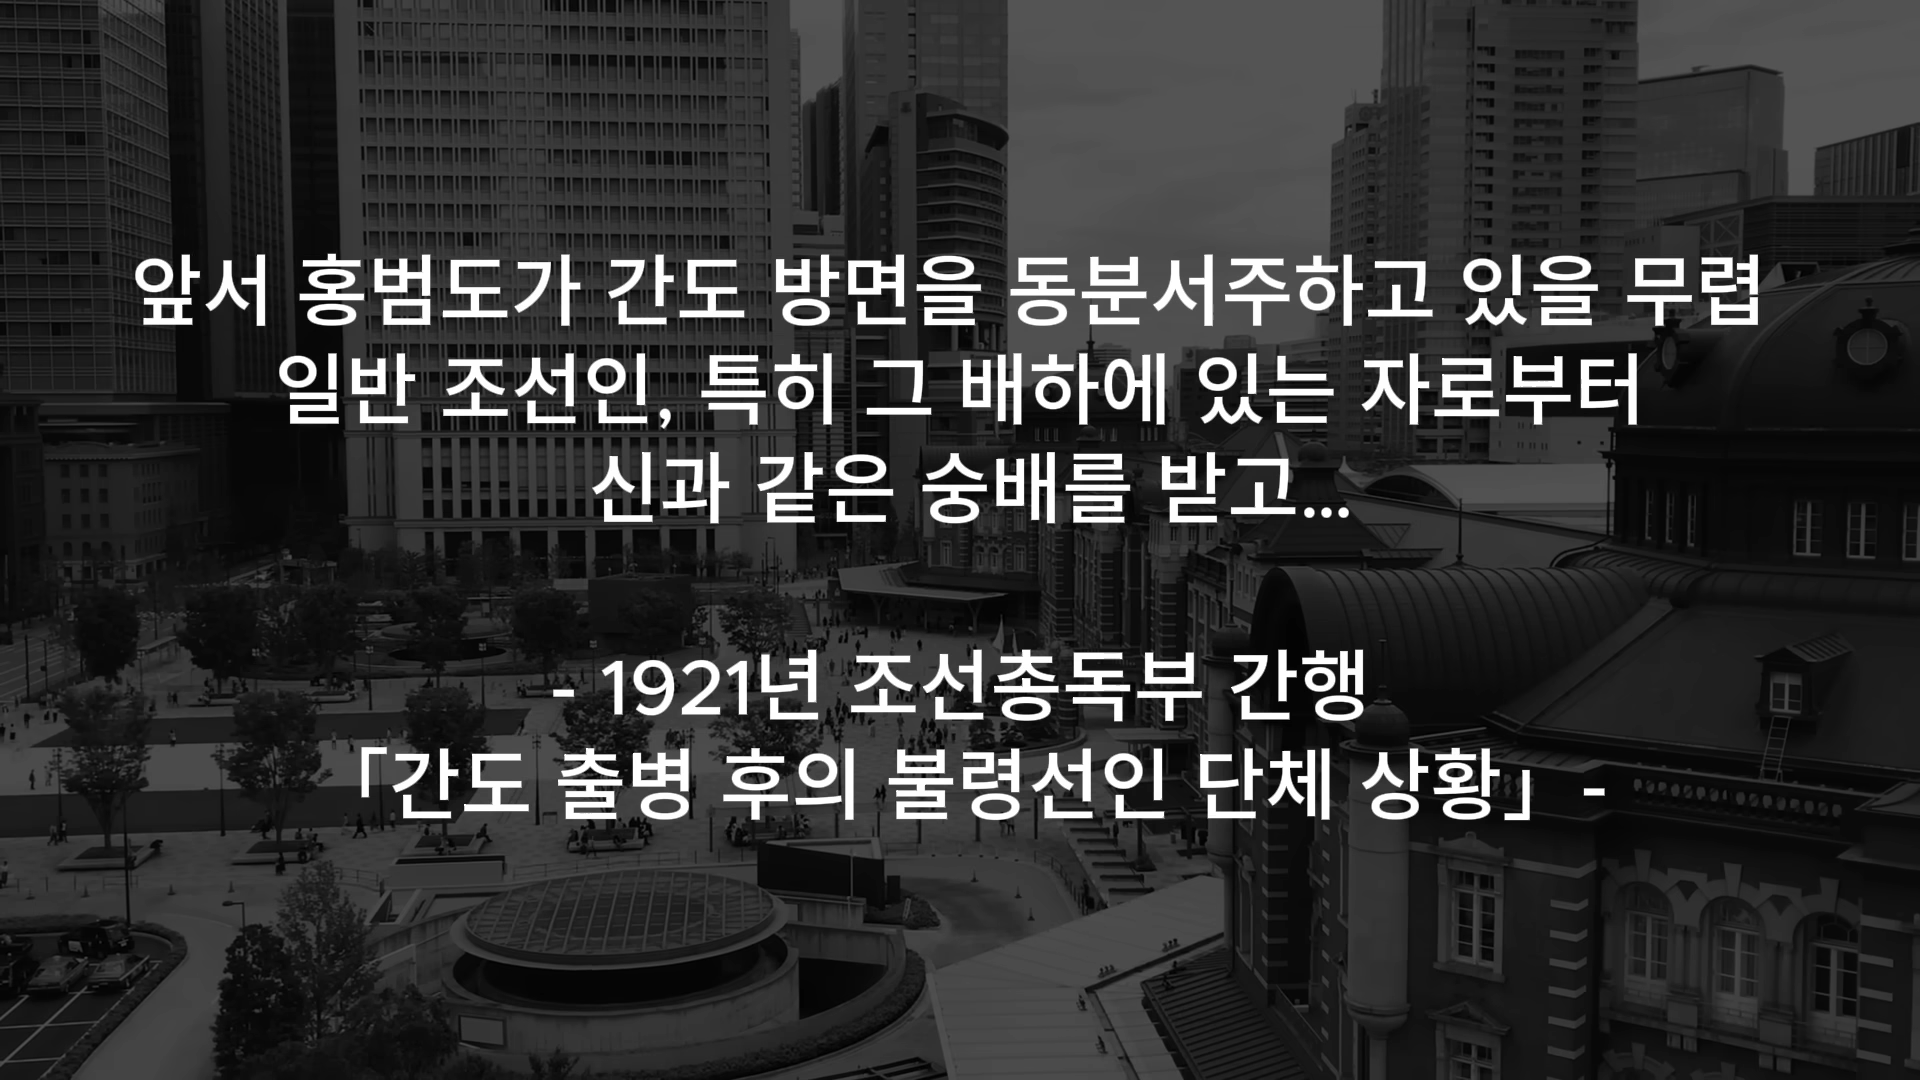 앞서 홍범도가 간도 방면을 동분서주하고 있을 무렵
일반 조선인, 특히 그 배하에 있는 자로부터
신과 같은 숭배를 받고...
- 1921년 조선총독부 간행
「간도 출병 후의 불령선인 단체 상황」 -